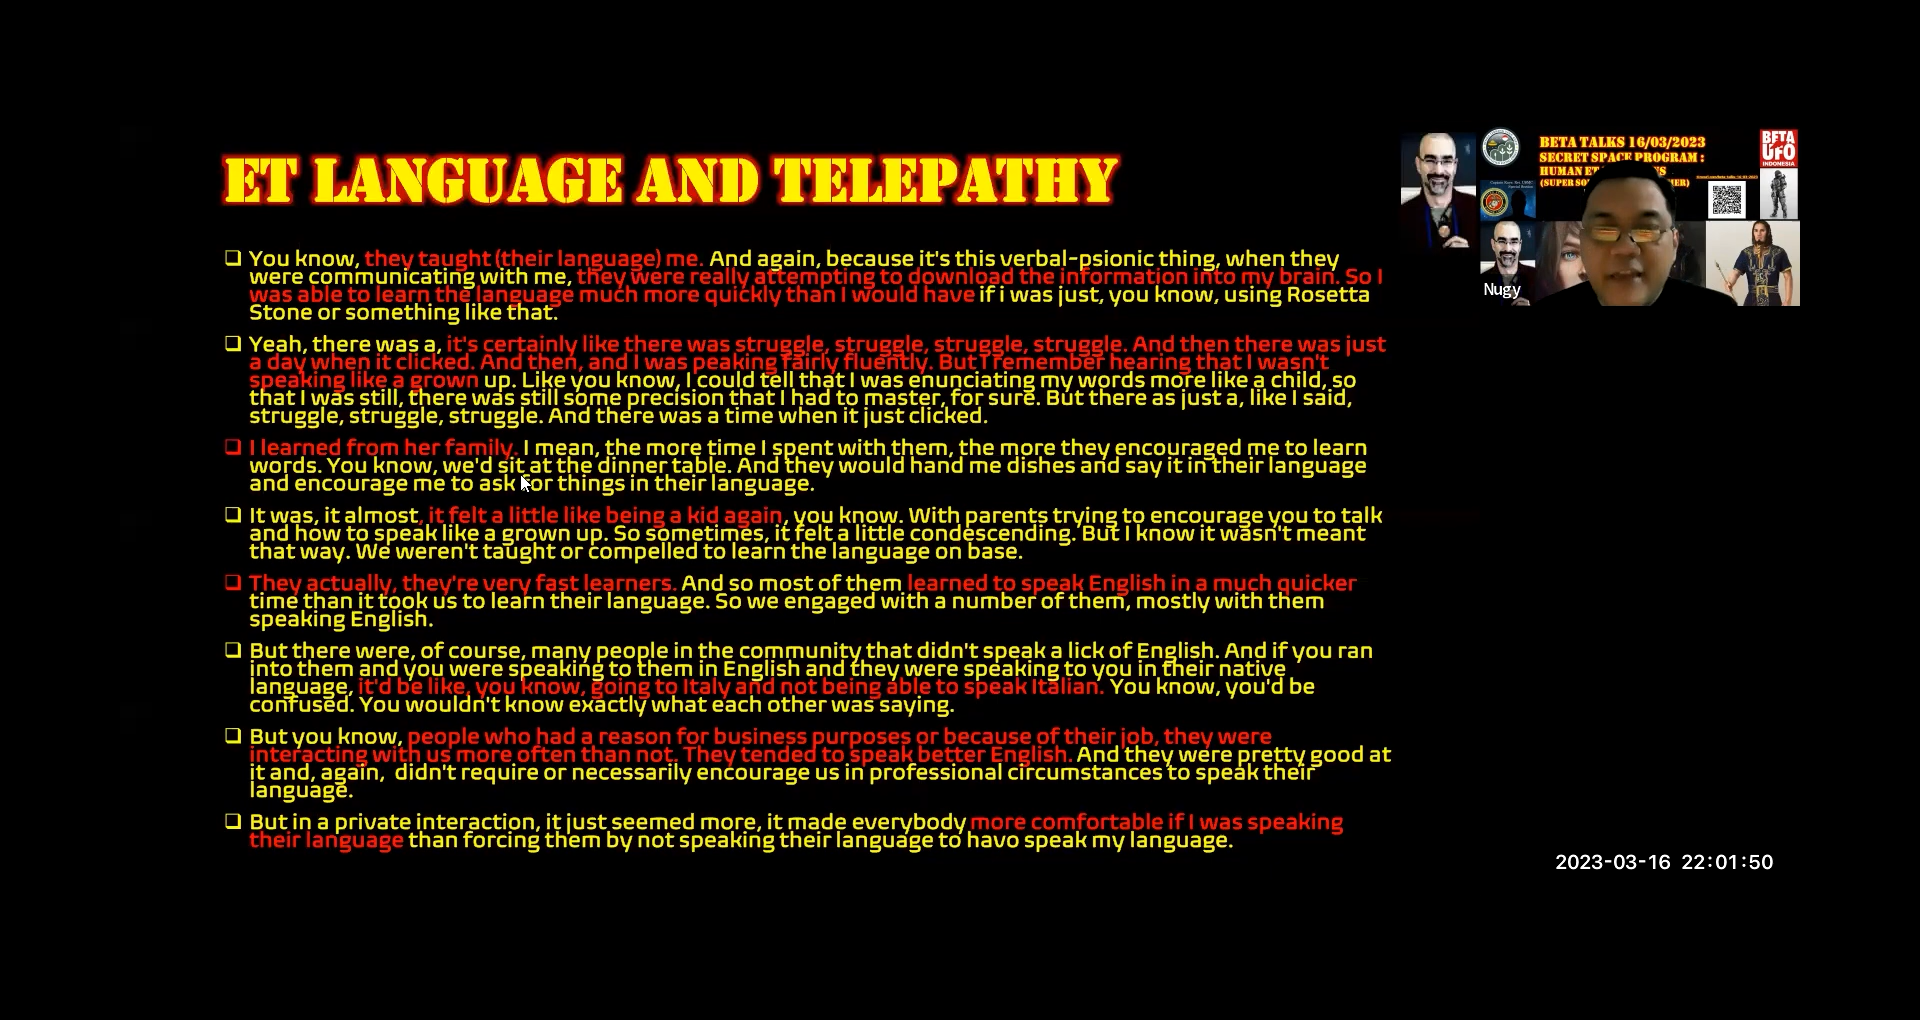 ET LANGUAGE AND TELEPATHY
❑ You know, they taught (their language) me. And again, because it's this verbal-psionic thing, when they
were communicating with me, they were really attempting to download the information into my brain. So I
was able to learn the language much more quickly than I would have if i was just, you know, using Rosetta
Stone or something like that.
❑ Yeah, there was a, it's certainly like there was struggle, struggle, struggle, struggle. And then there was just
a day when it clicked. And then, and I was peaking fairly fluently. But I remember hearing that I wasn't
speaking like a grown up. Like you know, I could tell that I was enunciating my words more like a child, so
that I was still, there was still some precision that I had to master, for sure. But there as just a, like I said,
struggle, struggle, struggle. And there was a time when it just clicked.
❑ I learned from her family. I mean, the more time I spent with them, the more they encouraged me to learn
words. You know, we'd sit at the dinner table. And they would hand me dishes and say it in their language
and encourage me to ask for things in their language.
❑ It was, it almost, it felt a little like being a kid again, you know. With parents trying to encourage you to talk
and how to speak like a grown up. So sometimes, it felt a little condescending. But I know it wasn't meant
that way. We weren't taught or compelled to learn the language on base.
❑ They actually, they're very fast learners. And so most of them learned to speak English in a much quicker
time than it took us to learn their language. So we engaged with a number of them, mostly with them
speaking English.
❑ But there were, of course, many people in the community that didn't speak a lick of English. And if you ran
into them and you were speaking to them in English and they were speaking to you in their native
language, it'd be like, you know, going to Italy and not being able to speak Italian. You know, you'd be
confused. You wouldn't know exactly what each other was saying.
❑ But you know, people who had a reason for business purposes or because of their job, they were
interacting with us more often than not. They tended to speak better English. And they were pretty good at
it and, again, didn't require or necessarily encourage us in professional circumstances to speak their
language.
❑ But in a private interaction, it just seemed more, it made everybody more comfortable if I was speaking
their language than forcing them by not speaking their language to havo speak my language.
BETA TALKS 16/03/2023
SECRET SPACE PROGRAM :
HUMAN
BETA
UFO
INDONESIA
Nugy
2023-03-16 22:01:50